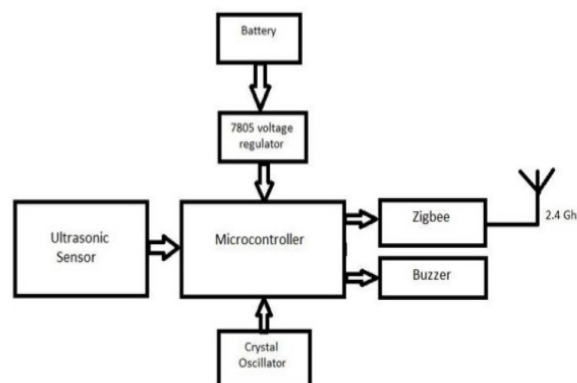 Battery
7805 voltage
regulator
Ultrasonic
Sensor
Microcontroller
Zigbee
2.4 Gh
Buzzer
Crystal
Oscillator